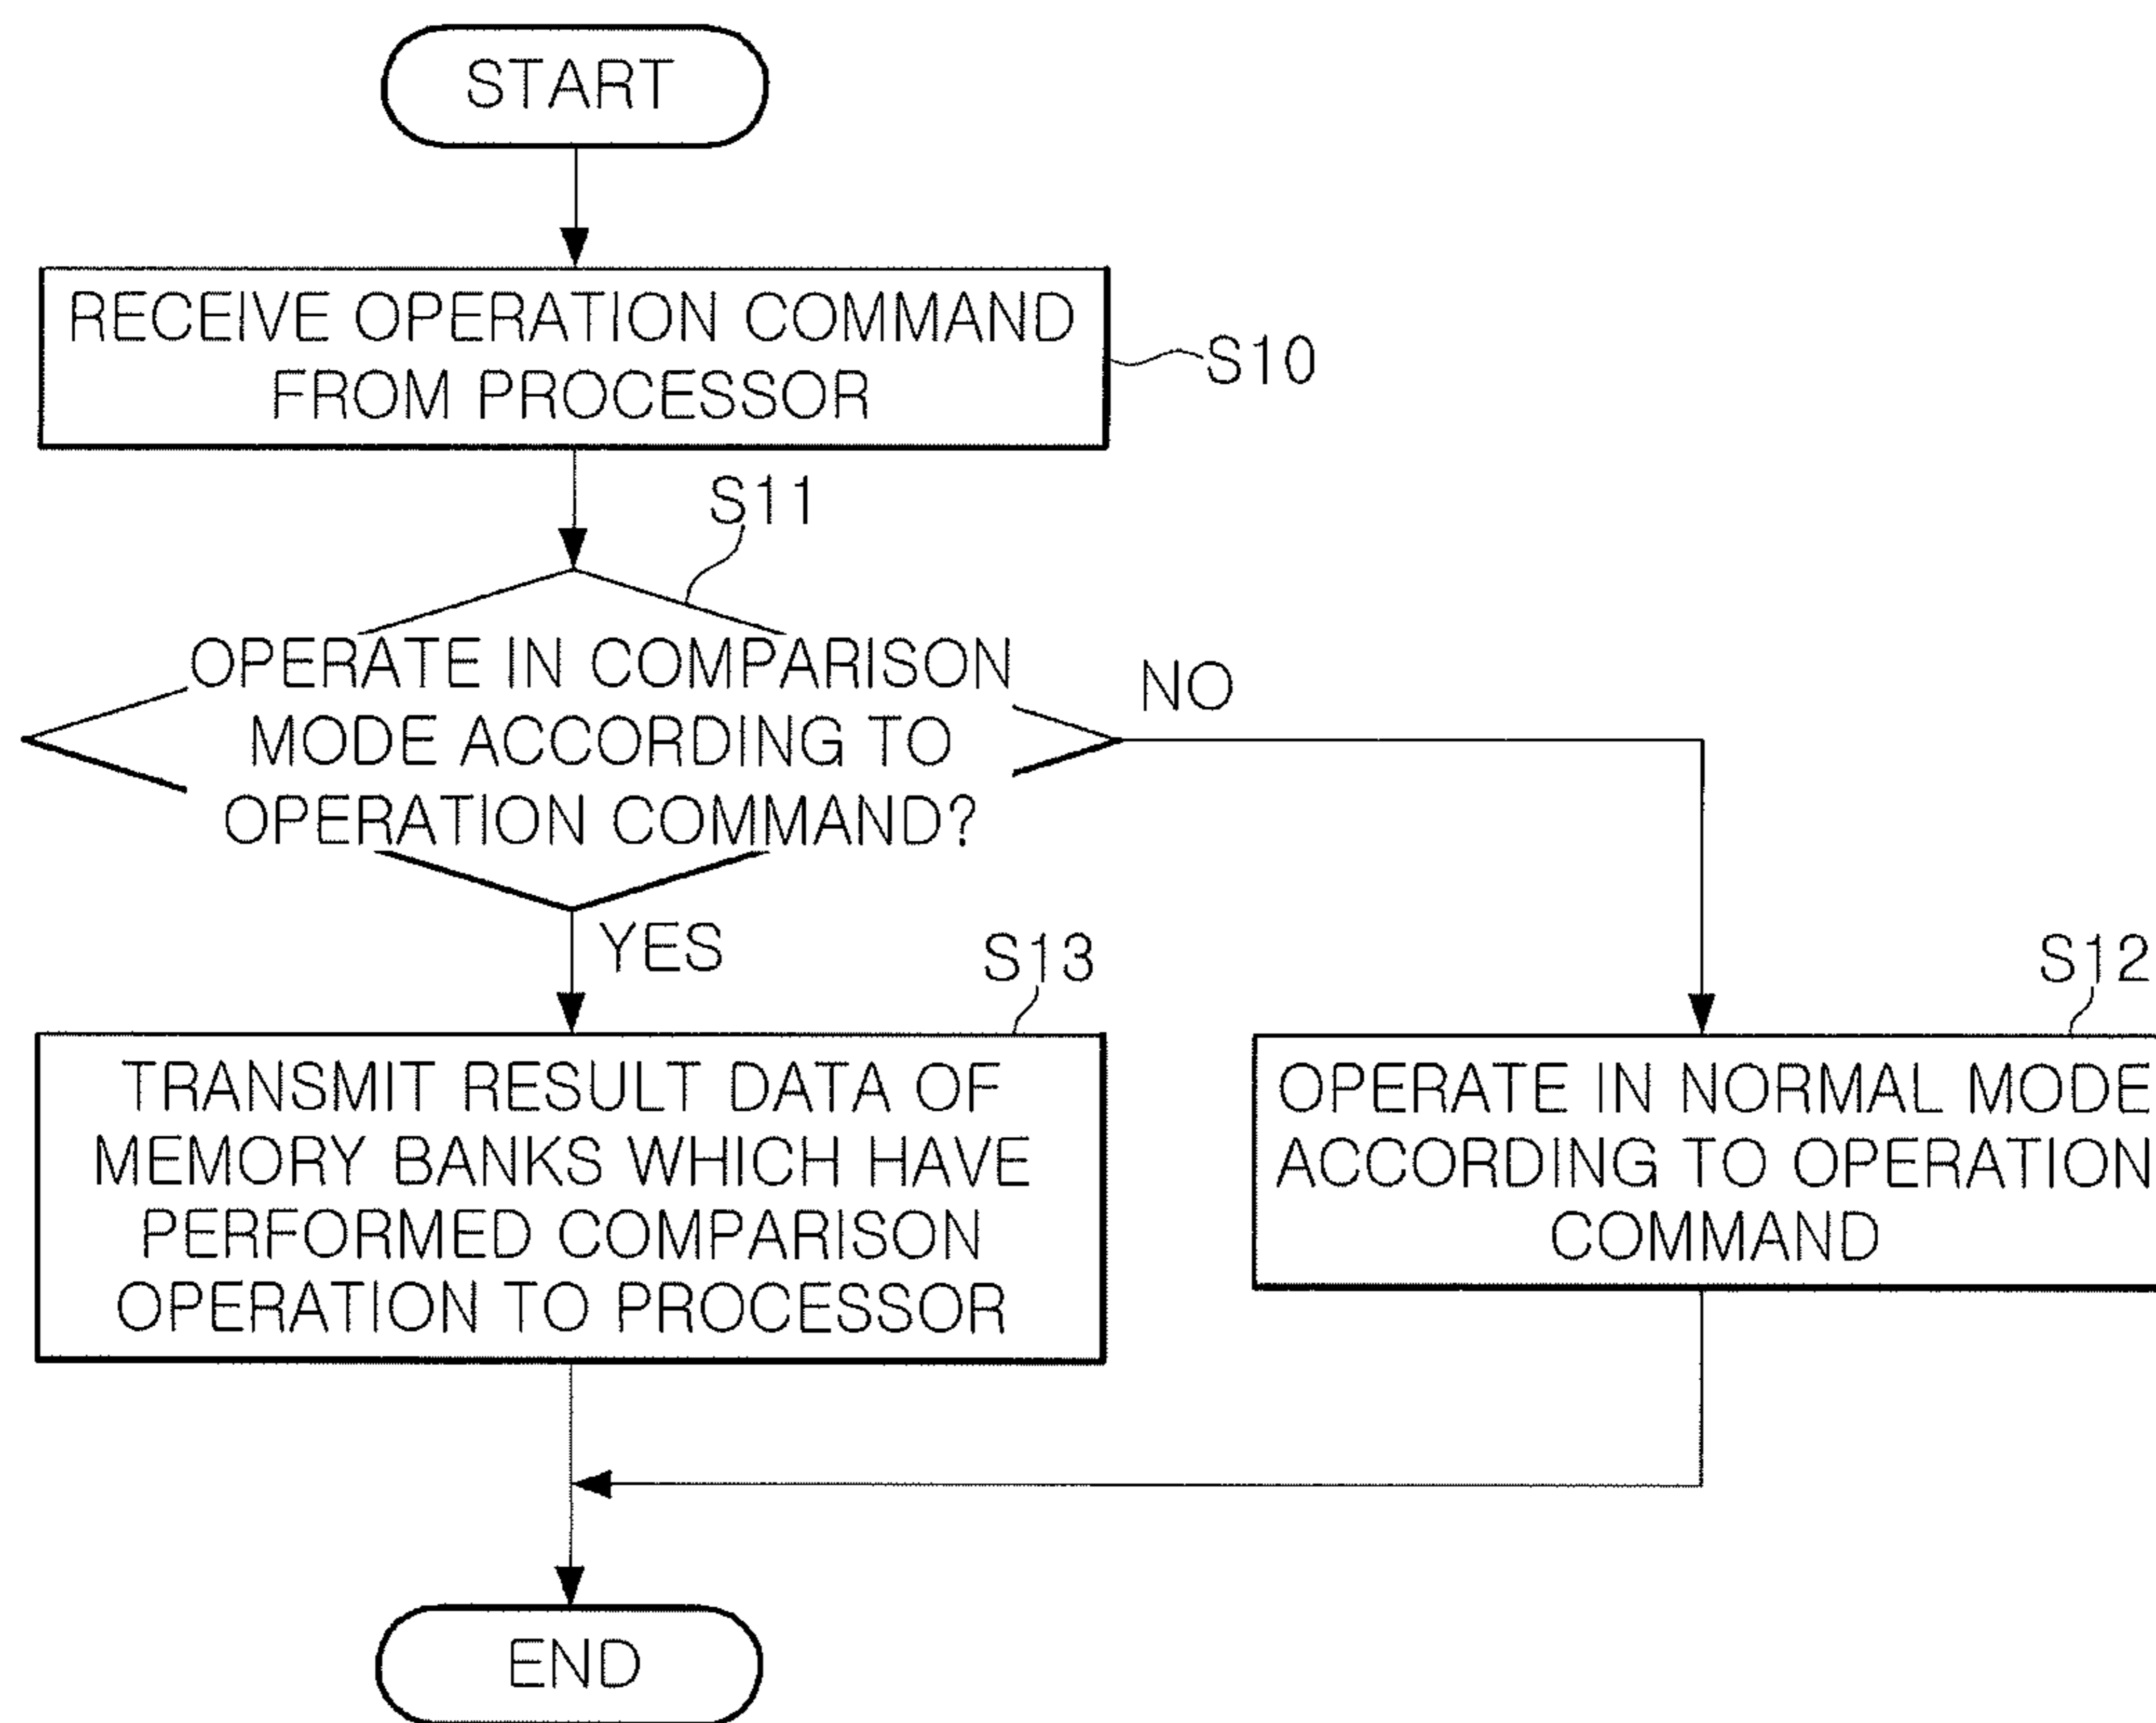 START
RECEIVE OPERATION COMMAND
FROM PROCESSOR
S10
S11
OPERATE IN COMPARISON
MODE ACCORDING TO
OPERATION COMMAND?
NO
YES
S13
TRANSMIT RESULT DATA OF
MEMORY BANKS WHICH HAVE
PERFORMED COMPARISON
OPERATION TO PROCESSOR
S12
OPERATE IN NORMAL MODE
ACCORDING TO OPERATION
COMMAND
END